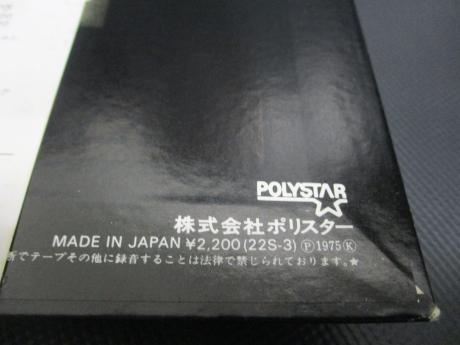 POLYSTAR
株式会社ポリスター
MADE IN JAPAN ¥2,200 (22S-3) Ⓟ 1975 Ⓚ
でテープその他に録音することは法律で禁じられております。★